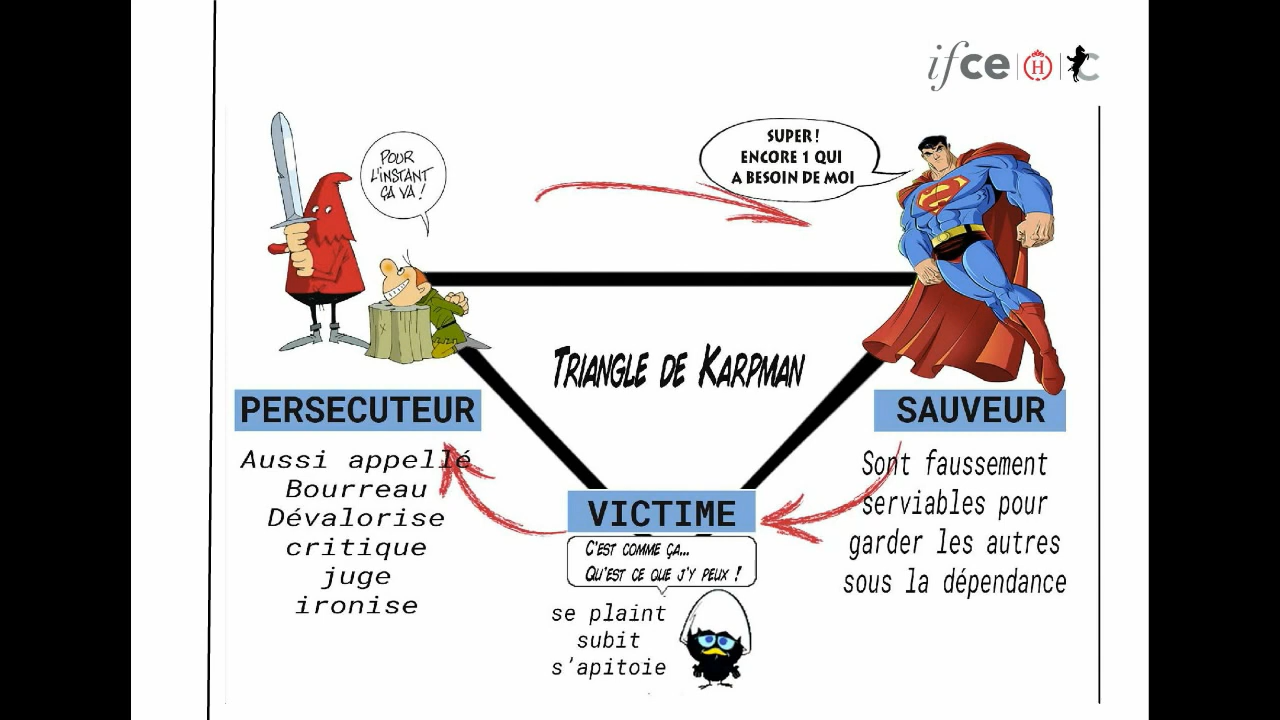 ifce | H | C
POUR
L'INSTANT
ÇA VA !
SUPER !
ENCORE 1 QUI
A BESOIN DE MOI
S
TRIANGLE DE KARPMAN
PERSECUTEUR
Aussi appellé
Bourreau
Dévalorise
critique
juge
ironise
SAUVEUR
Sont faussement
serviables pour
garder les autres
sous la dépendance
VICTIME
C'EST COMME ÇA...
QU'EST CE QUE J'Y PEUX !
se plaint
subit
s'apitoie